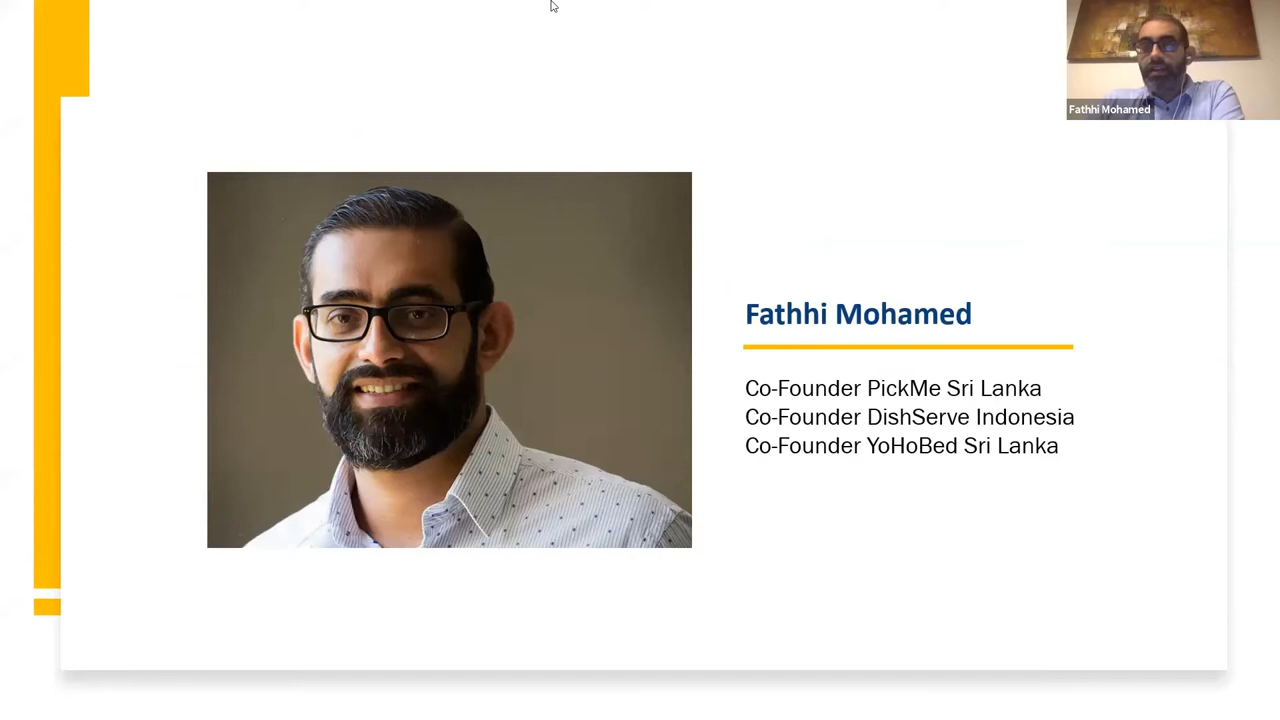 Fathhi Mohamed
Fathhi Mohamed
Co-Founder PickMe Sri Lanka
Co-Founder DishServe Indonesia
Co-Founder YoHoBed Sri Lanka